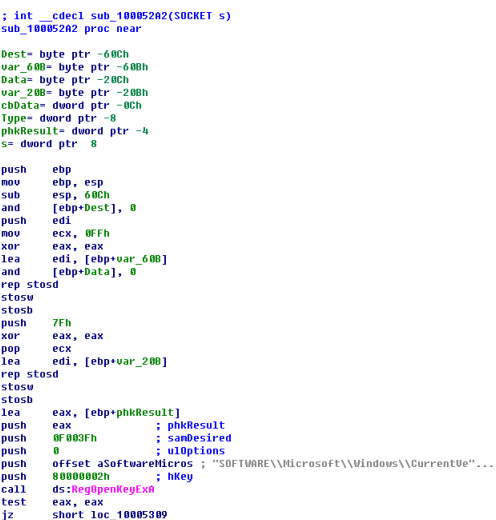 ; int __cdecl sub_100052A2(SOCKET s)
sub_100052A2 proc near
Dest= byte ptr -60Ch
var_60B= byte ptr -60Bh
Data= byte ptr -20Ch
var_20B= byte ptr -20Bh
cbData= dword ptr -0Ch
Type= dword ptr -8
phkResult= dword ptr -4
s= dword ptr  8
push    ebp
mov     ebp, esp
sub     esp, 60Ch
and     [ebp+Dest], 0
push    edi
mov     ecx, 0FFh
xor     eax, eax
lea     edi, [ebp+var_60B]
and     [ebp+Data], 0
rep stosd
stosw
stosb
push    7Fh
xor     eax, eax
pop     ecx
lea     edi, [ebp+var_20B]
rep stosd
stosw
stosb
lea     eax, [ebp+phkResult]
push    eax             ; phkResult
push    0F003Fh         ; samDesired
push    0               ; ulOptions
push    offset aSoftwareMicros ; "SOFTWARE\\Microsoft\\Windows\\CurrentVe"...
push    80000002h       ; hKey
call    ds:RegOpenKeyExA
test    eax, eax
jz      short loc_10005309